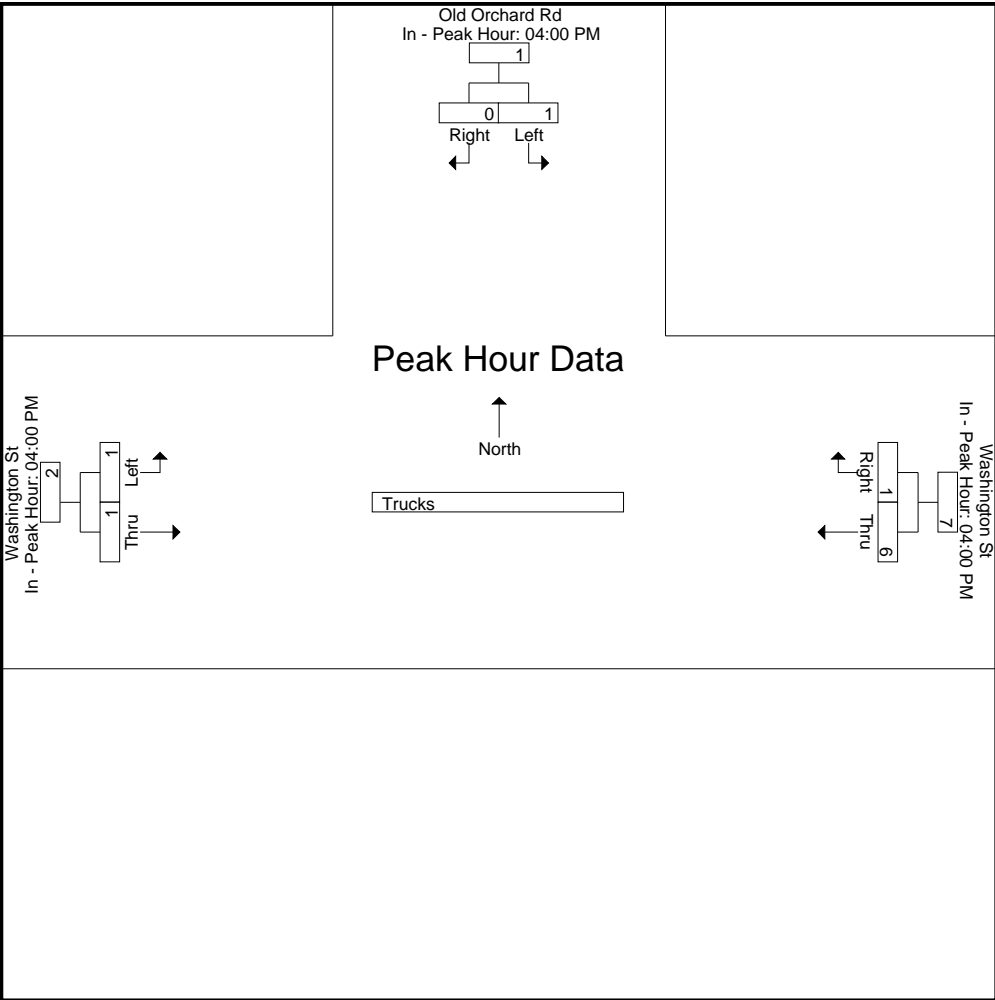 Old Orchard Rd
In - Peak Hour: 04:00 PM
1
0 1
Right Left
Peak Hour Data
North
Trucks
Washington St
In - Peak Hour: 04:00 PM
2
1 1
Left Thru
Washington St
In - Peak Hour: 04:00 PM
7
1 6
Right Thru